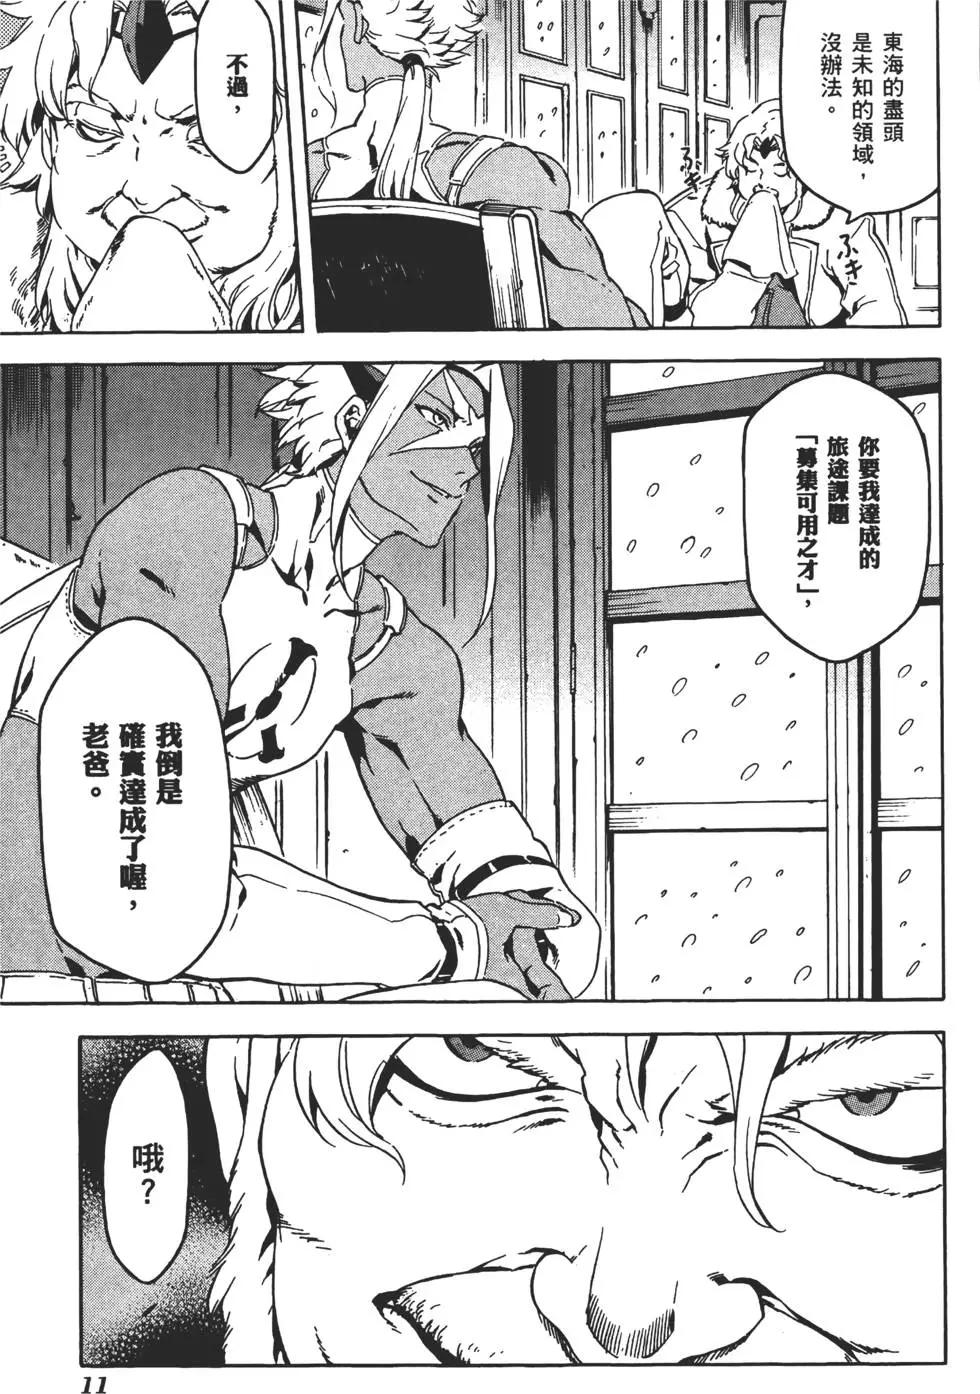 東海的盡頭
是未知的領域，
沒辦法。
ふき
ふき
不過，
你要我達成的
旅途課題
「募集可用之才」，
我倒是
確實達成了喔，
老爸。
哦？
11